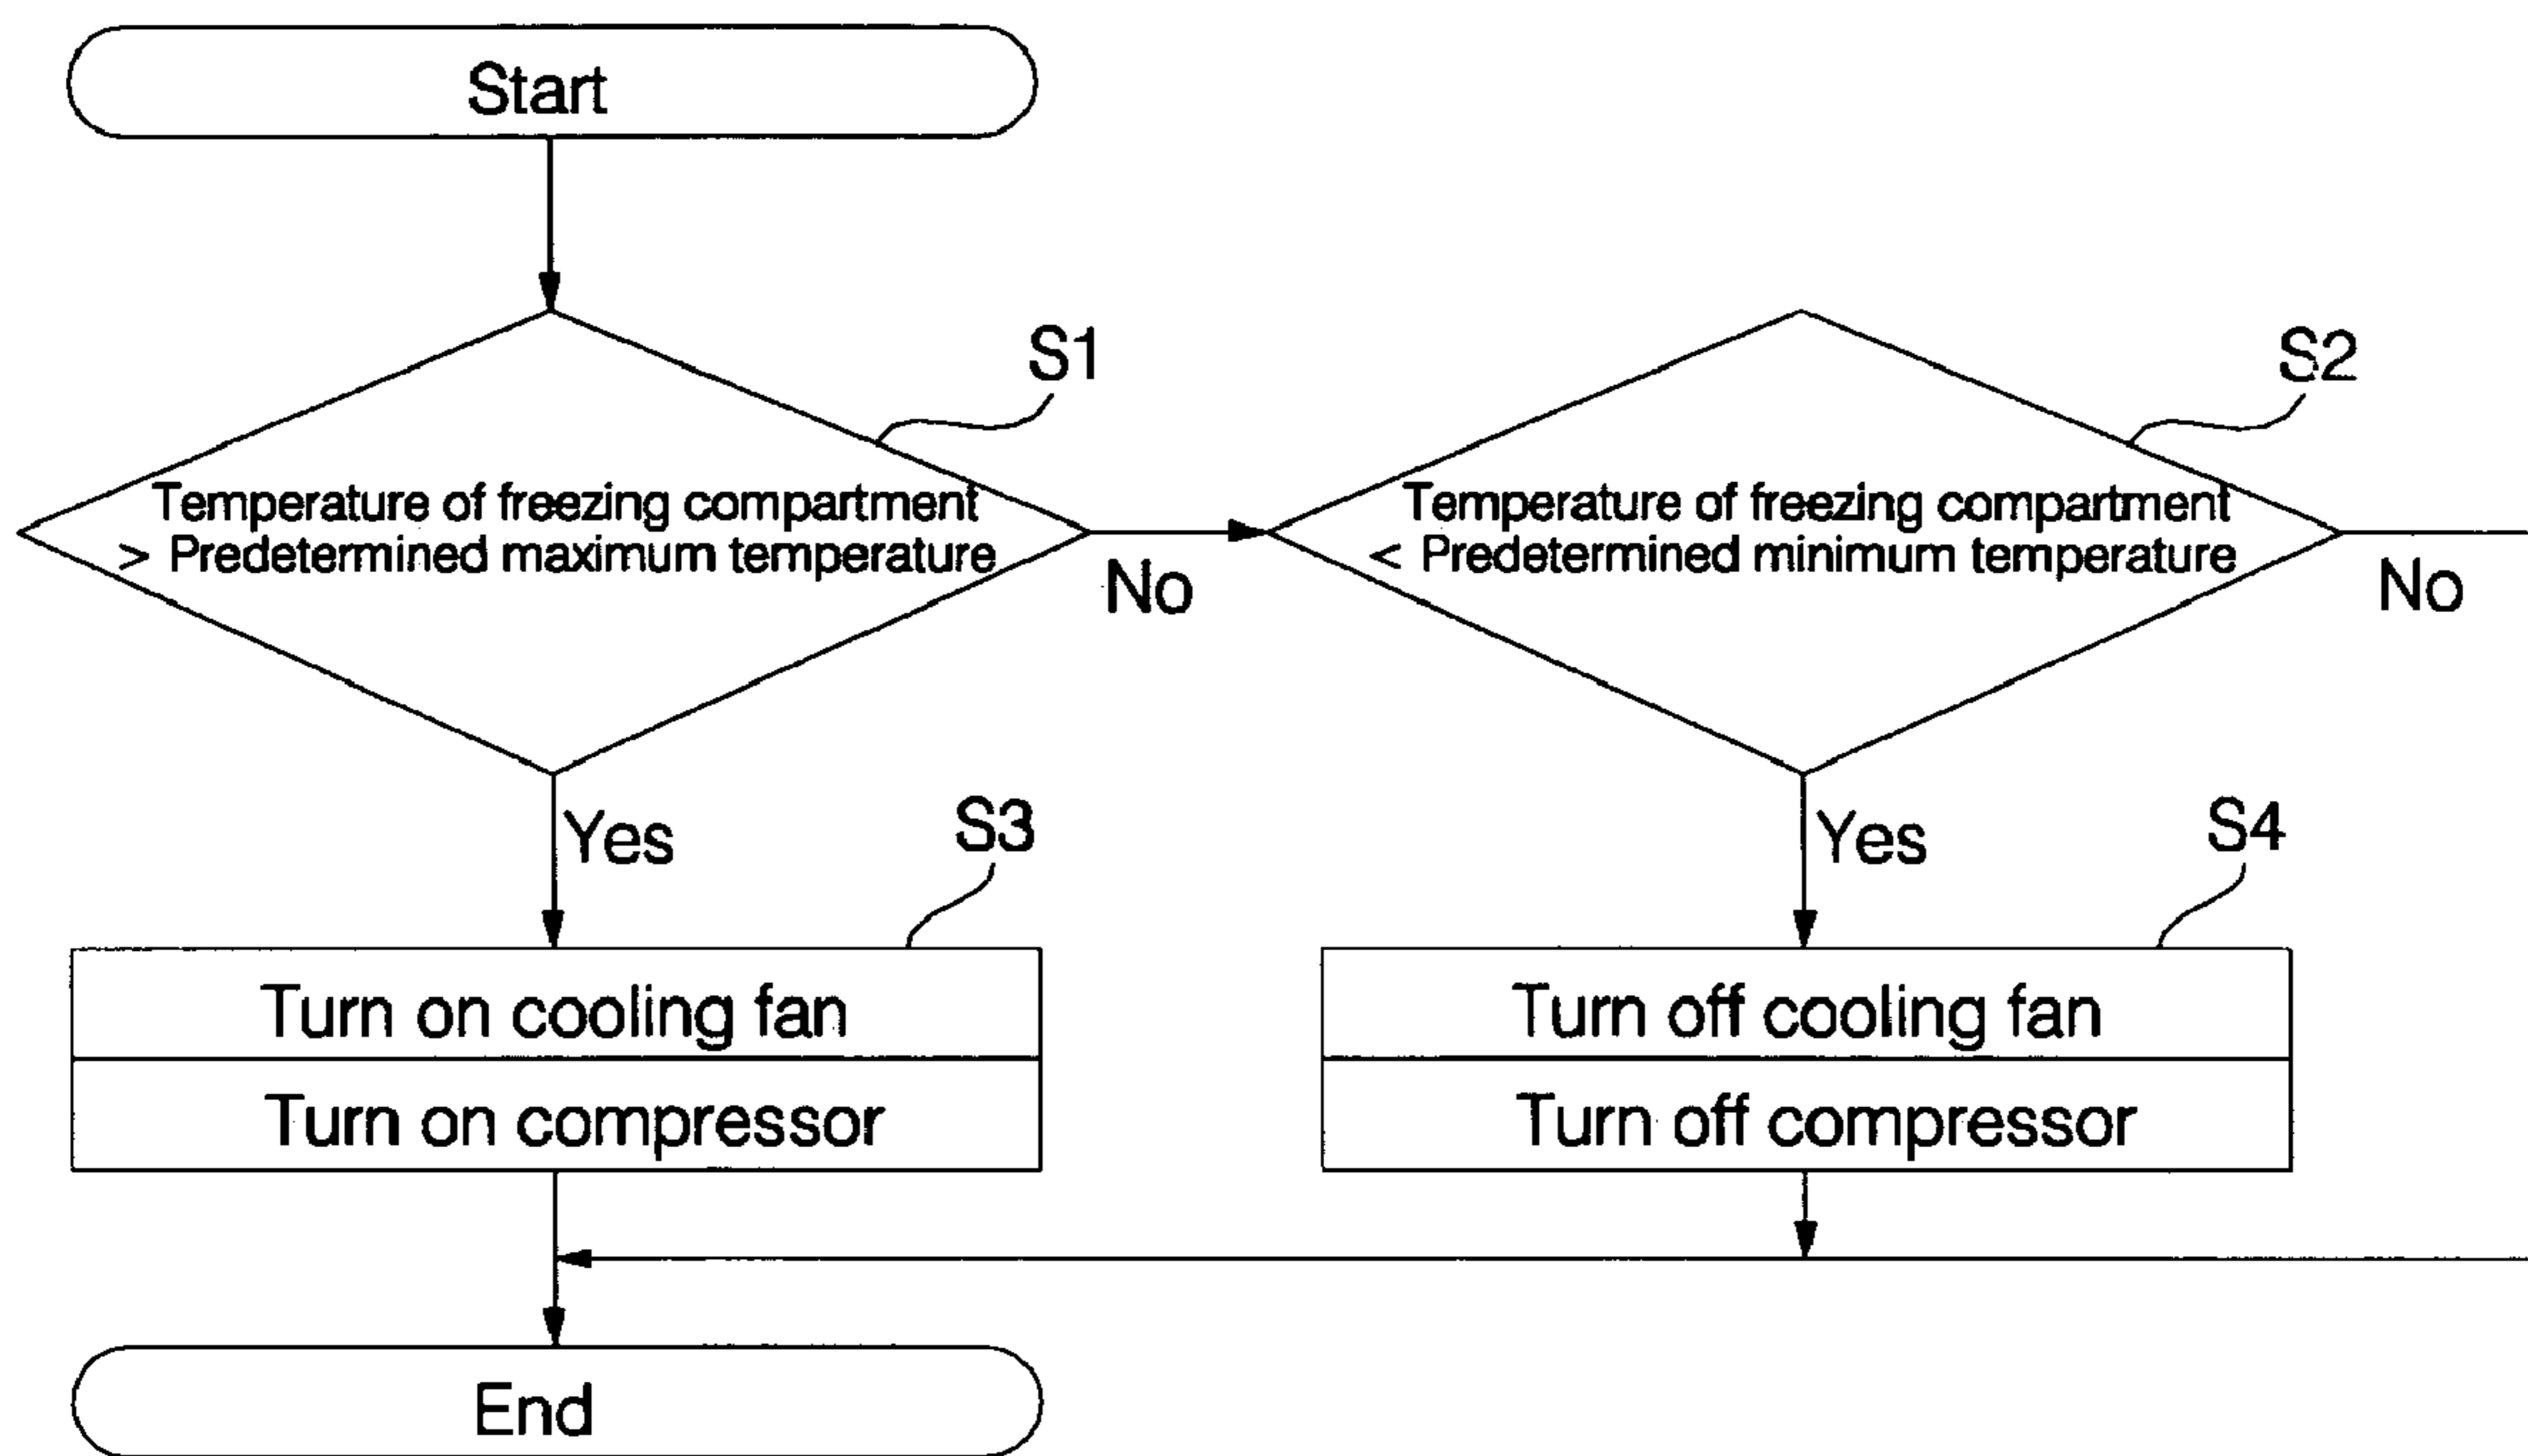 Start
S1
S2
Temperature of freezing compartment
> Predetermined maximum temperature
No
Temperature of freezing compartment
< Predetermined minimum temperature
No
Yes
S3
Yes
S4
Turn on cooling fan
Turn on compressor
Turn off cooling fan
Turn off compressor
End